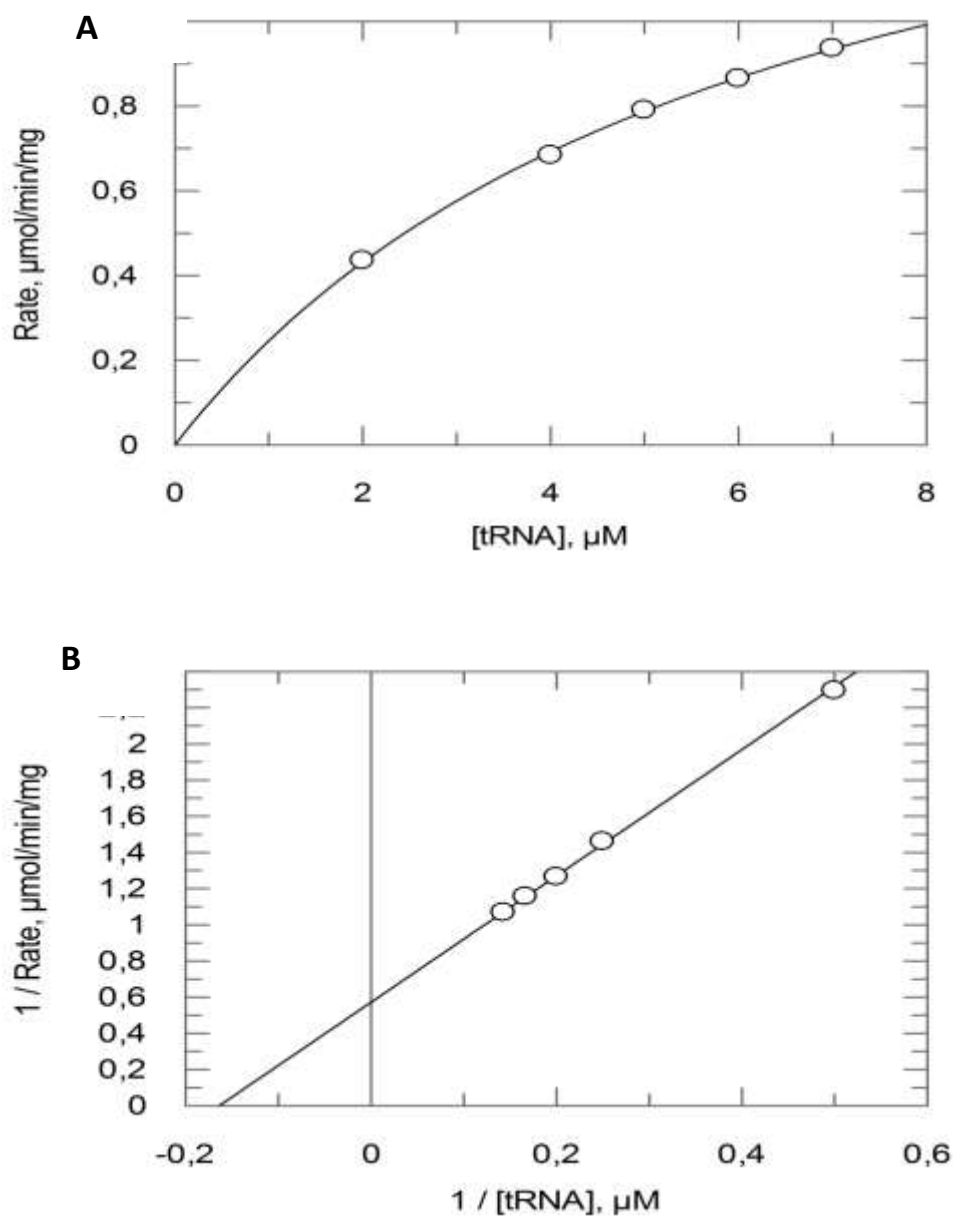 A
0,8
0,6
0,4
0,2
0
Rate, µmol/min/mg
0 2 4 6 8
[tRNA], µM
B
2
1,8
1,6
1,4
1,2
1
0,8
0,6
0,4
0,2
0
1 / Rate, µmol/min/mg
-0,2 0 0,2 0,4 0,6
1 / [tRNA], µM